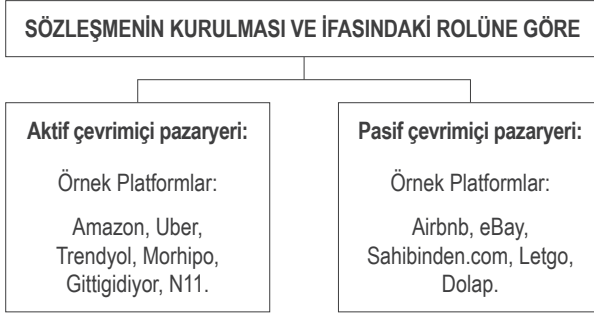 SÖZLEŞMENİN KURULMASI VE İFASINDAKİ ROLÜNE GÖRE
Aktif çevrimiçi pazaryeri:
Örnek Platformlar:
Amazon, Uber,
Trendyol, Morhipo,
Gittigidiyor, N11.
Pasif çevrimiçi pazaryeri:
Örnek Platformlar:
Airbnb, eBay,
Sahibinden.com, Letgo,
Dolap.